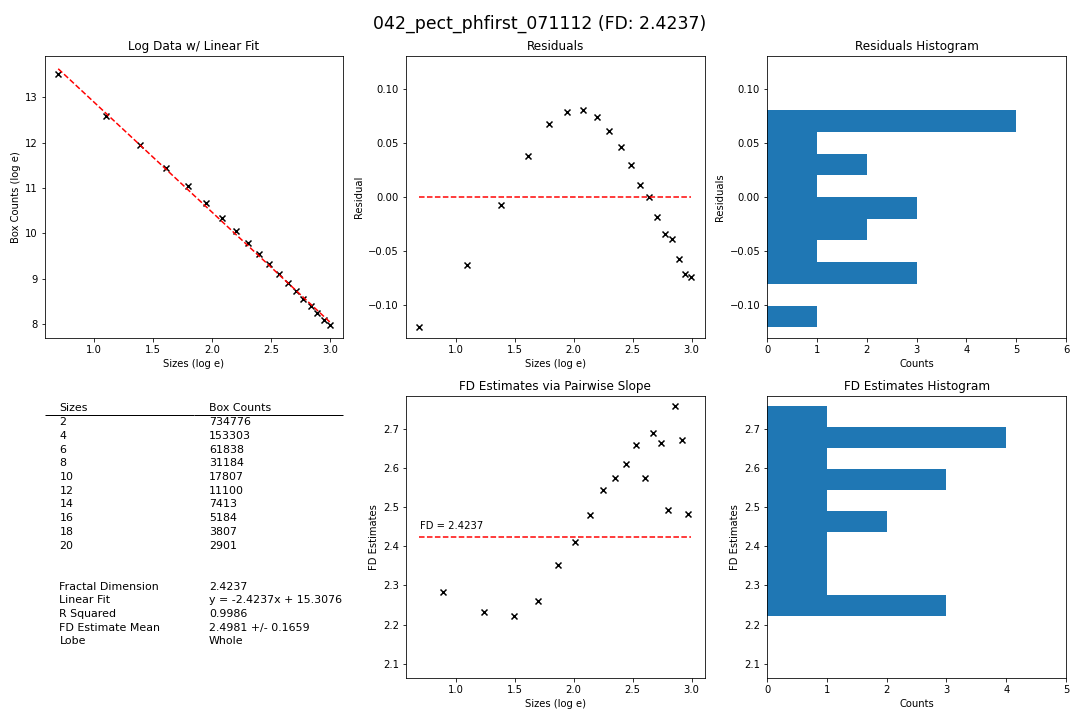 042_pect_phfirst_071112 (FD: 2.4237)
Log Data w/ Linear Fit
Box Counts (log e)
13
12
11
10
9
8
1.0 1.5 2.0 2.5 3.0
Sizes (log e)
Residuals
Residual
0.10
0.05
0.00
−0.05
−0.10
1.0 1.5 2.0 2.5 3.0
Sizes (log e)
Residuals Histogram
Residuals
0.10
0.05
0.00
−0.05
−0.10
0 1 2 3 4 5 6
Counts
Sizes Box Counts
2 734776
4 153303
6 61838
8 31184
10 17807
12 11100
14 7413
16 5184
18 3807
20 2901
Fractal Dimension 2.4237
Linear Fit y = -2.4237x + 15.3076
R Squared 0.9986
FD Estimate Mean 2.4981 +/- 0.1659
Lobe Whole
FD Estimates via Pairwise Slope
FD Estimates
2.7
2.6
2.5
2.4
2.3
2.2
2.1
FD = 2.4237
1.0 1.5 2.0 2.5 3.0
Sizes (log e)
FD Estimates Histogram
FD Estimates
2.7
2.6
2.5
2.4
2.3
2.2
2.1
0 1 2 3 4 5
Counts